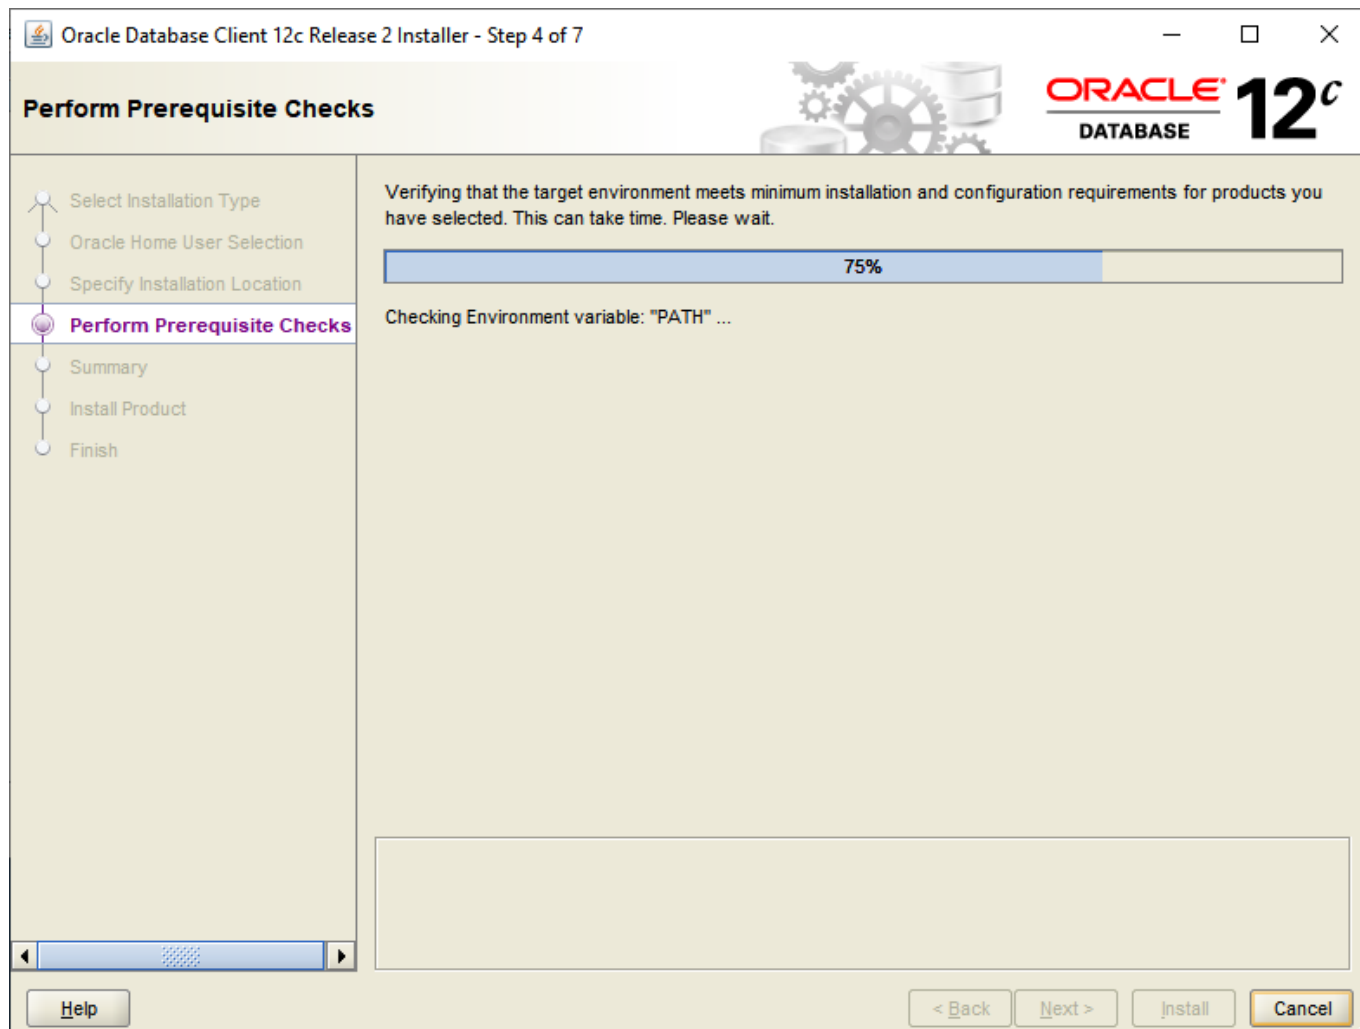 Oracle Database Client 12c Release 2 Installer - Step 4 of 7
Perform Prerequisite Checks
ORACLE
DATABASE
12c
Select Installation Type
Oracle Home User Selection
Specify Installation Location
Perform Prerequisite Checks
Summary
Install Product
Finish
Verifying that the target environment meets minimum installation and configuration requirements for products you
have selected. This can take time. Please wait.
75%
Checking Environment variable: "PATH" ...
Help
< Back
Next >
Install
Cancel